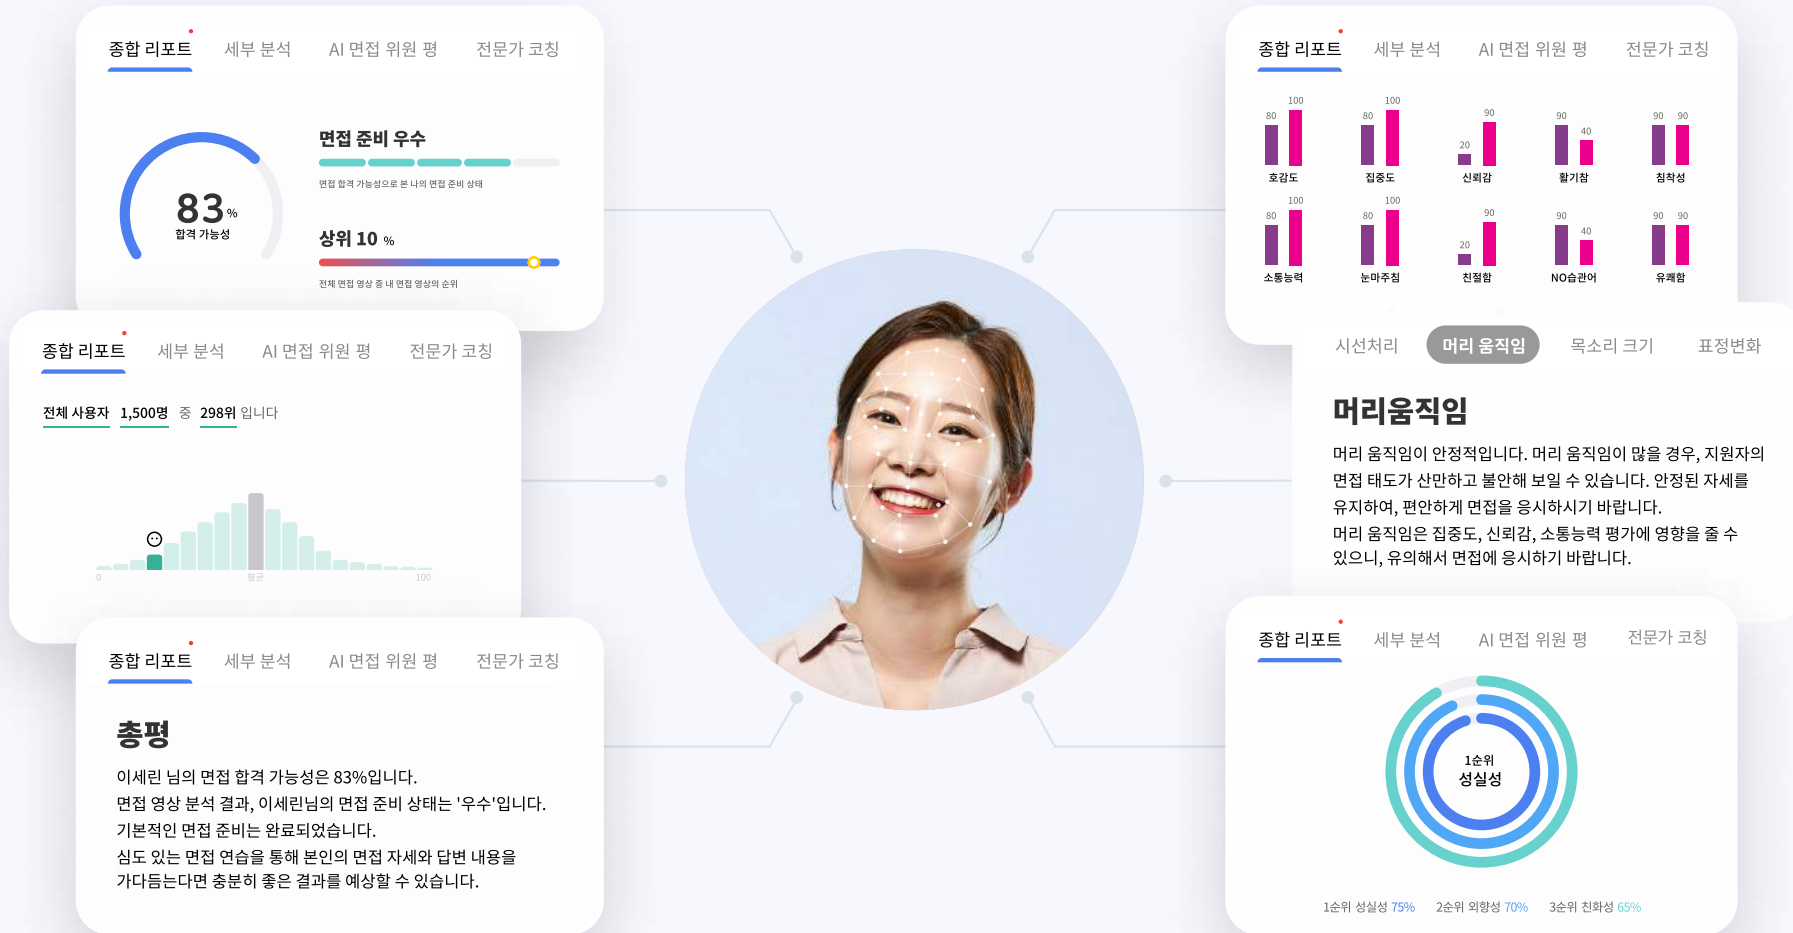 종합 리포트 세부 분석 AI 면접 위원 평 전문가 코칭
83%
합격 가능성
면접 준비 우수
면접 합격 가능성으로 본 나의 면접 준비 상태
상위 10 %
전체 면접 영상 중 내 면접 영상의 순위
종합 리포트 세부 분석 AI 면접 위원 평 전문가 코칭
전체 사용자 1,500명 중 298위 입니다
0 평균 100
종합 리포트 세부 분석 AI 면접 위원 평 전문가 코칭
총평
이세린 님의 면접 합격 가능성은 83%입니다.
면접 영상 분석 결과, 이세린님의 면접 준비 상태는 '우수'입니다.
기본적인 면접 준비는 완료되었습니다.
심도 있는 면접 연습을 통해 본인의 면접 자세와 답변 내용을
가다듬는다면 충분히 좋은 결과를 예상할 수 있습니다.
종합 리포트 세부 분석 AI 면접 위원 평 전문가 코칭
80 100 80 100 20 90 90 40 90 90
호감도 집중도 신뢰감 활기참 침착성
80 100 80 100 20 90 90 40 90 90
소통능력 눈마주침 친절함 NO습관어 유쾌함
시선처리 머리 움직임 목소리 크기 표정변화
머리움직임
머리 움직임이 안정적입니다. 머리 움직임이 많을 경우, 지원자의
면접 태도가 산만하고 불안해 보일 수 있습니다. 안정된 자세를
유지하여, 편안하게 면접을 응시하시기 바랍니다.
머리 움직임은 집중도, 신뢰감, 소통능력 평가에 영향을 줄 수
있으니, 유의해서 면접에 응시하기 바랍니다.
종합 리포트 세부 분석 AI 면접 위원 평 전문가 코칭
1순위
성실성
1순위 성실성 75% 2순위 외향성 70% 3순위 친화성 65%